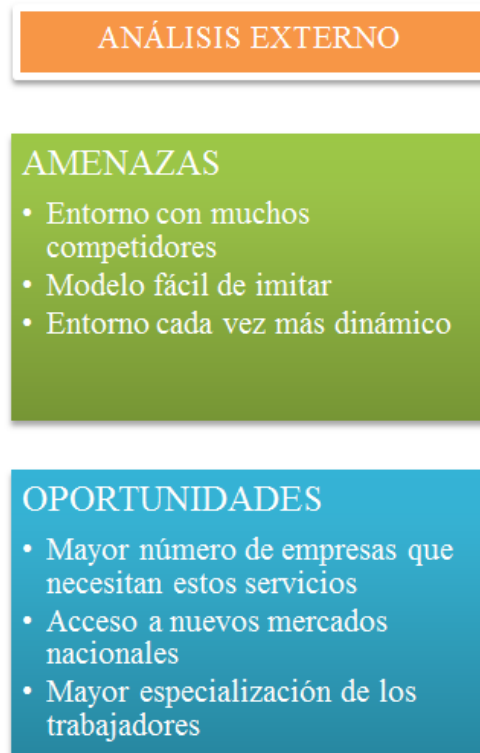 ANÁLISIS EXTERNO
AMENAZAS
• Entorno con muchos
competidores
• Modelo fácil de imitar
• Entorno cada vez más dinámico
OPORTUNIDADES
• Mayor número de empresas que
necesitan estos servicios
• Acceso a nuevos mercados
nacionales
• Mayor especialización de los
trabajadores